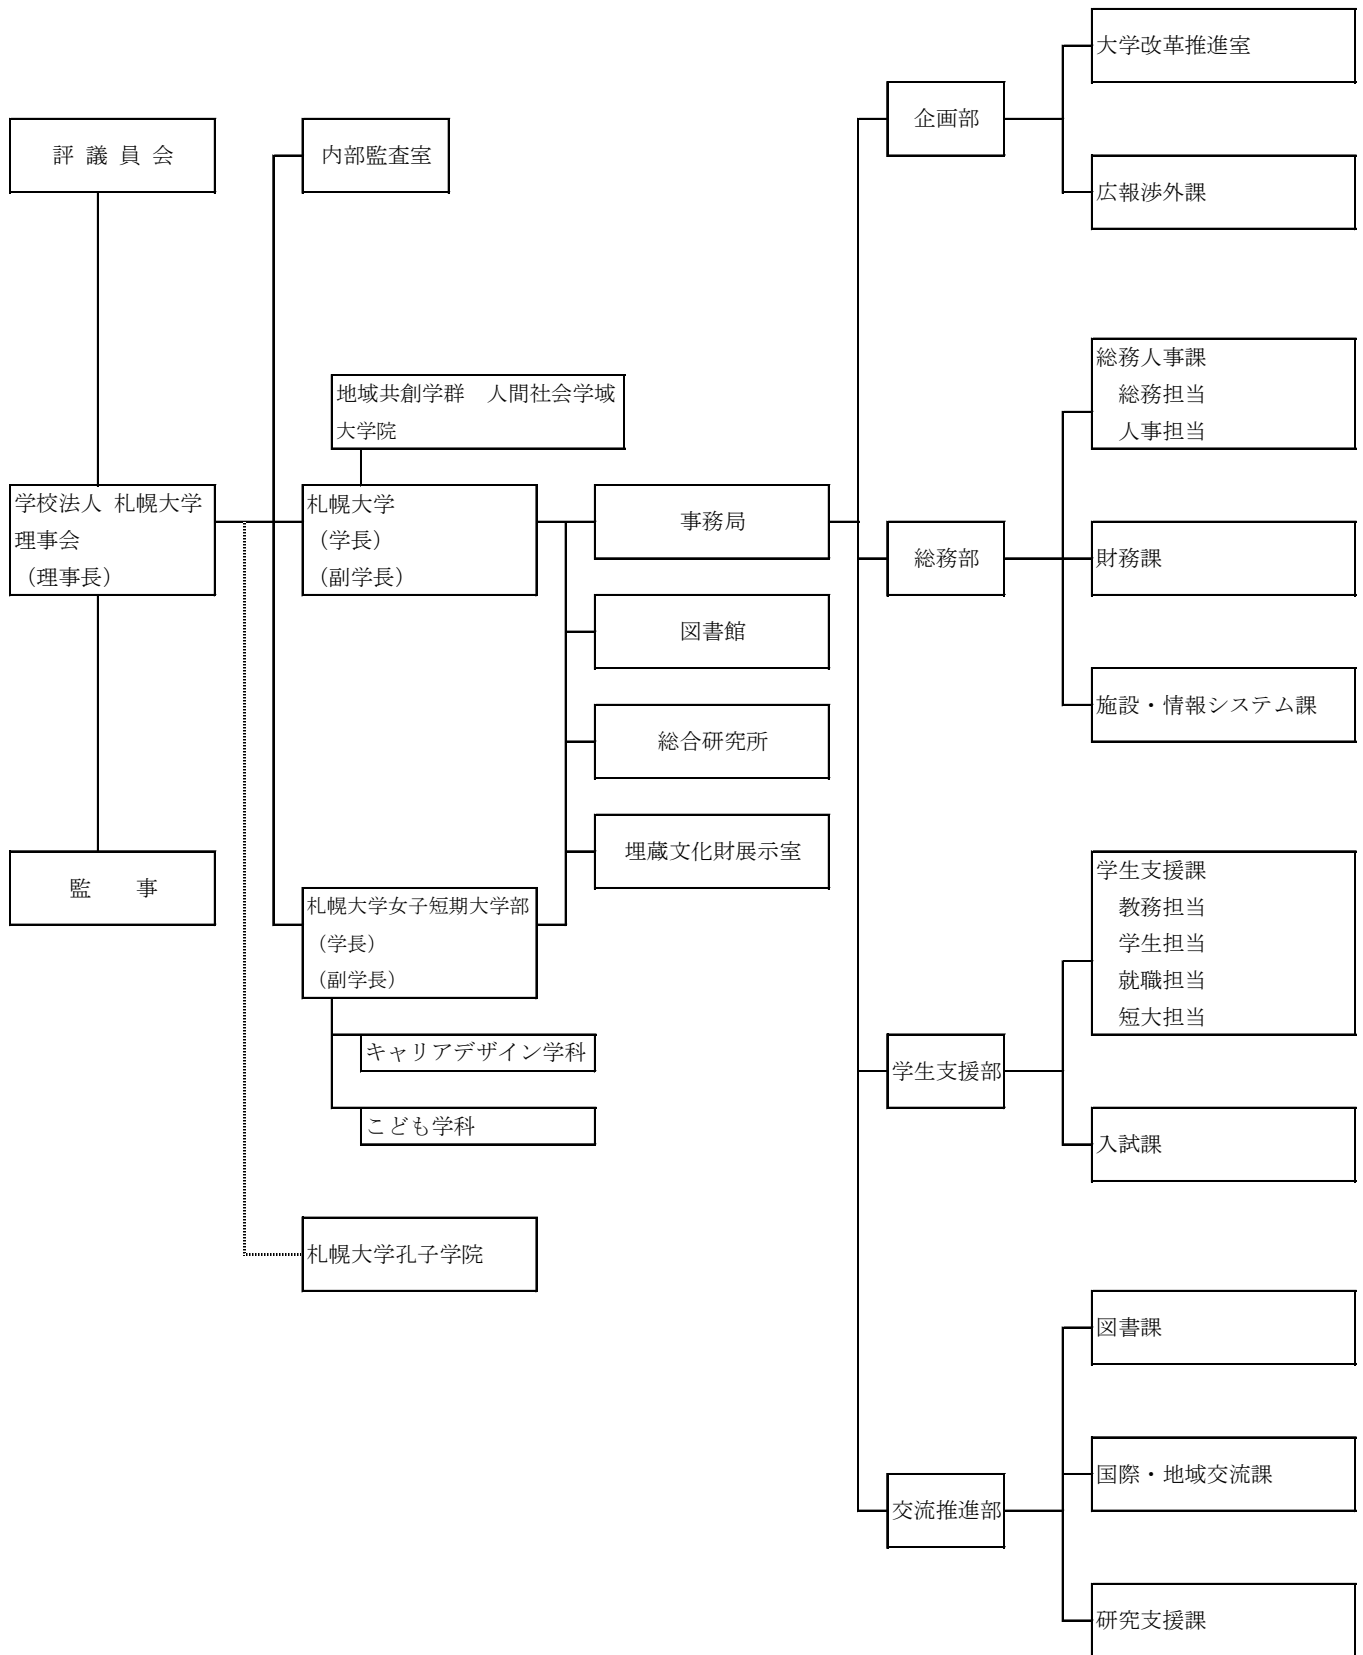 評 議 員 会
学校法人 札幌大学
理事会
（理事長）
監　　事
内部監査室
地域共創学群　人間社会学域
大学院
札幌大学
（学長）
（副学長）
札幌大学女子短期大学部
（学長）
（副学長）
キャリアデザイン学科
こども学科
札幌大学孔子学院
事務局
図書館
総合研究所
埋蔵文化財展示室
企画部
大学改革推進室
広報渉外課
総務部
総務人事課
総務担当
人事担当
財務課
施設・情報システム課
学生支援部
学生支援課
教務担当
学生担当
就職担当
短大担当
入試課
交流推進部
図書課
国際・地域交流課
研究支援課